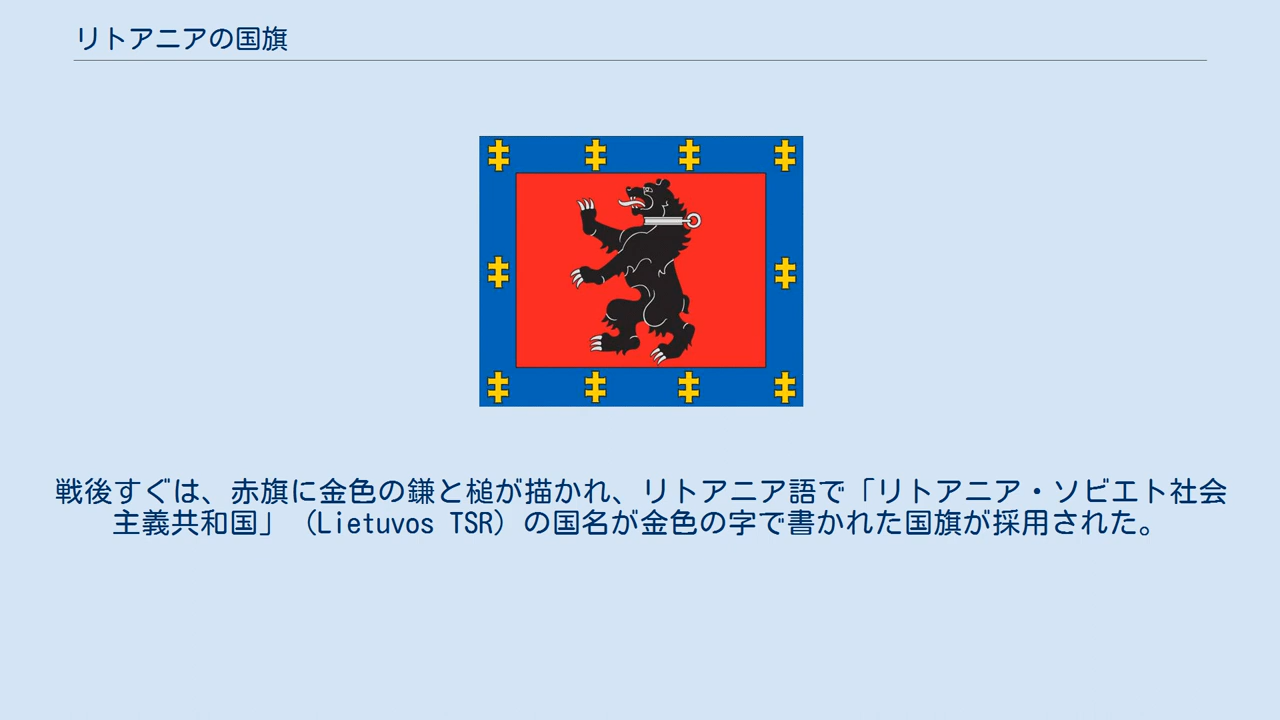 リトアニアの国旗
戦後すぐは、赤旗に金色の鎌と槌が描かれ、リトアニア語で「リトアニア・ソビエト社会
主義共和国」（Lietuvos TSR）の国名が金色の字で書かれた国旗が採用された。